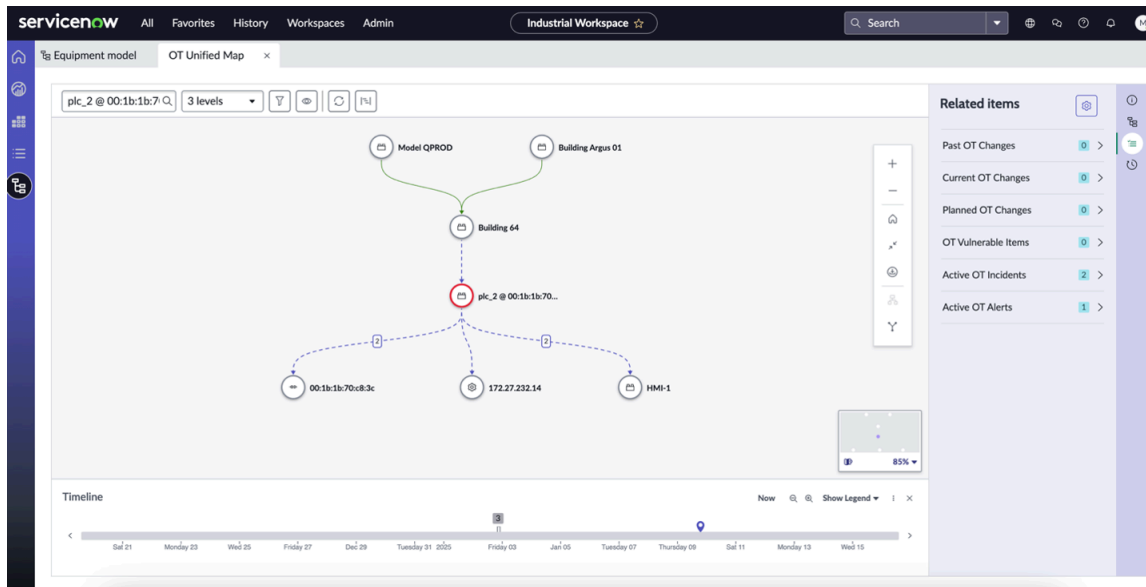 servicenow All Favorites History Workspaces Admin Industrial Workspace Search M
Equipment model OT Unified Map ×
plc_2 @ 00:1b:1b:7 3 levels
Model QPROD Building Argus 01
Building 64
plc_2 @ 00:1b:1b:70...
2 2
00:1b:1b:70:c8:3c 172.27.232.14 HMI-1
85%
Related items
Past OT Changes 0
Current OT Changes 0
Planned OT Changes 0
OT Vulnerable Items 0
Active OT Incidents 2
Active OT Alerts 1
Timeline Now Show Legend
3
Sat 21 Monday 23 Wed 25 Friday 27 Dec 29 Tuesday 31 2025 Friday 03 Jan 05 Tuesday 07 Thursday 09 Sat 11 Monday 13 Wed 15